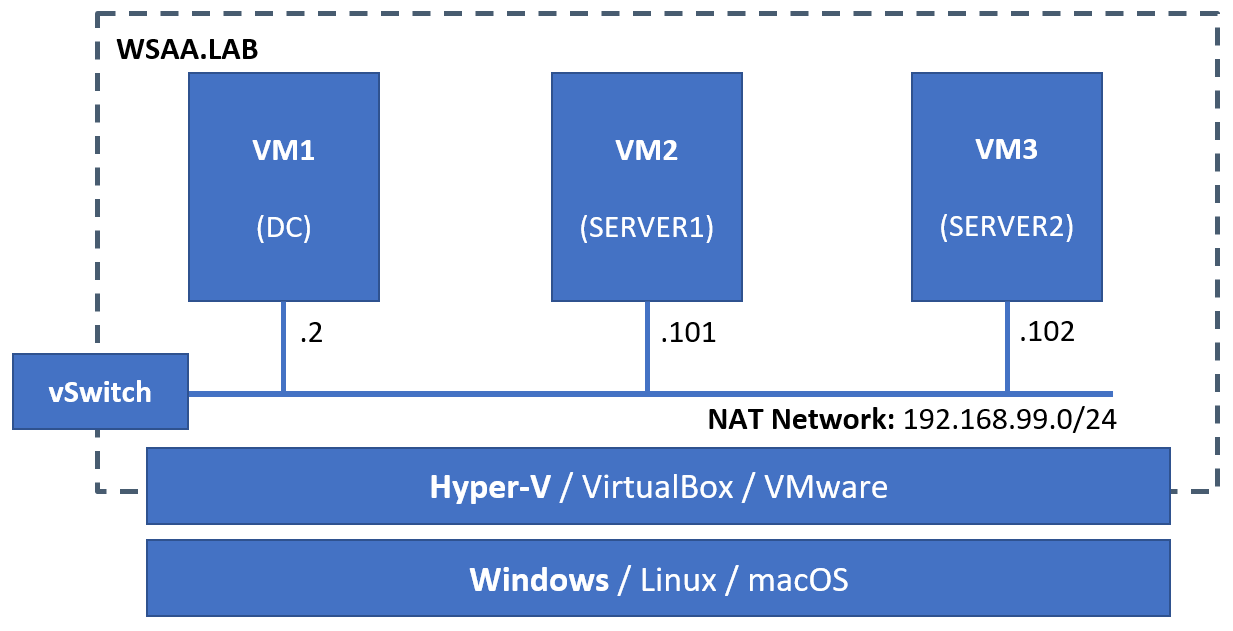 WSAA.LAB
VM1
(DC)
VM2
(SERVER1)
VM3
(SERVER2)
.2
.101
.102
vSwitch
NAT Network: 192.168.99.0/24
Hyper-V / VirtualBox / VMware
Windows / Linux / macOS